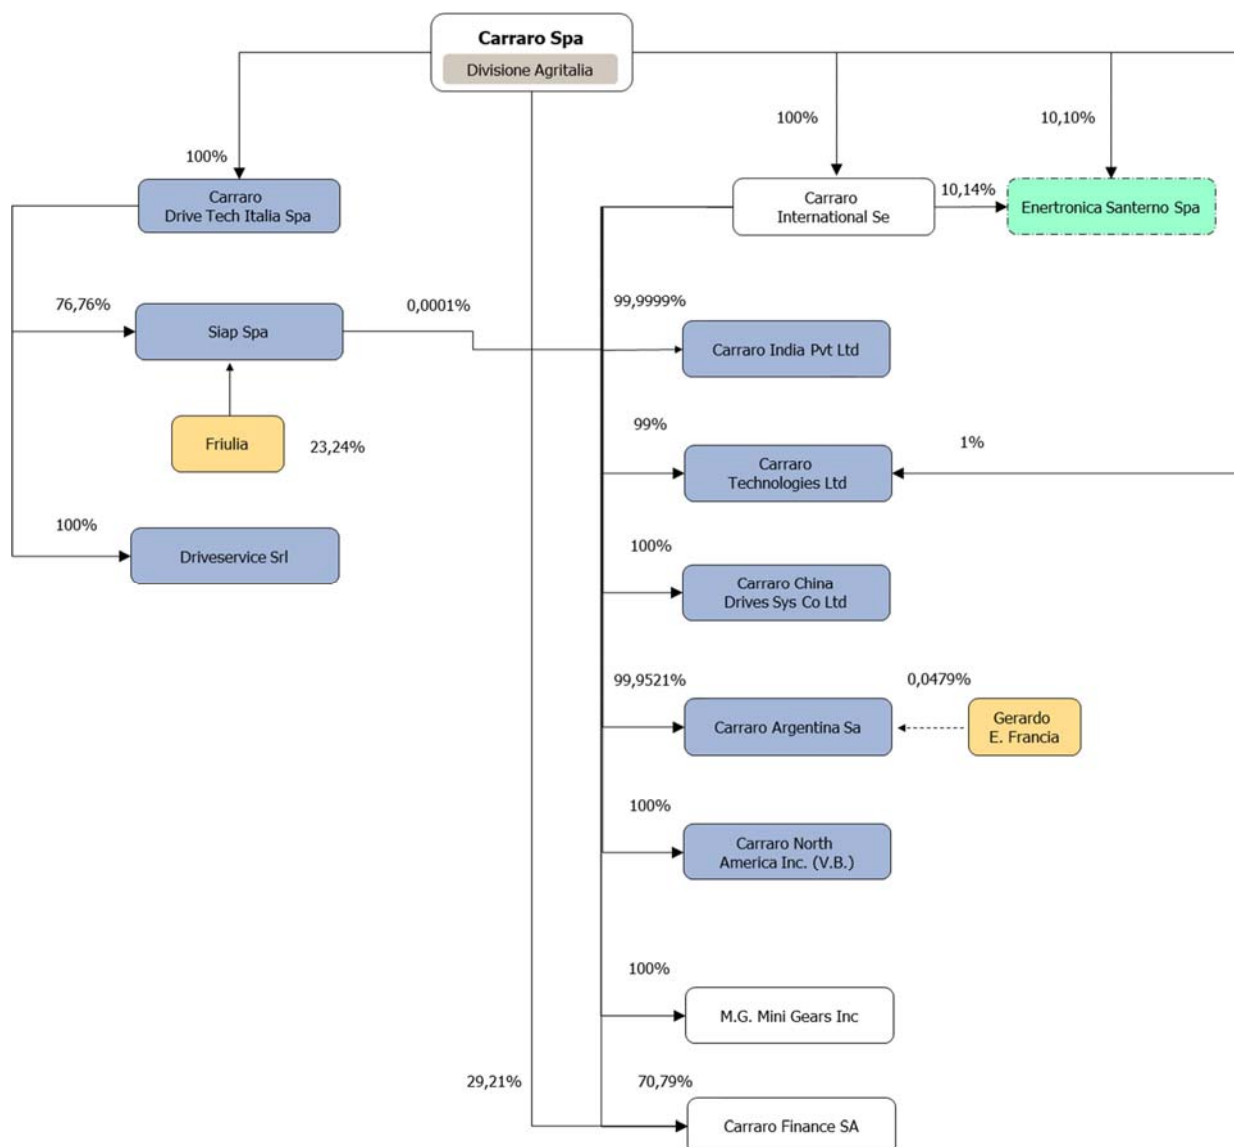 Carraro Spa
Divisione Agritalia
100%
10,10%
100%
Carraro
Drive Tech Italia Spa
Carraro
International Se
10,14%
Enertronica Santerno Spa
76,76%
Siap Spa
0,0001%
99,9999%
Carraro India Pvt Ltd
Friulia
23,24%
99%
Carraro
Technologies Ltd
1%
100%
Driveservice Srl
100%
Carraro China
Drives Sys Co Ltd
99,9521%
Carraro Argentina Sa
0,0479%
Gerardo
E. Francia
100%
Carraro North
America Inc. (V.B.)
100%
M.G. Mini Gears Inc
29,21%
70,79%
Carraro Finance SA